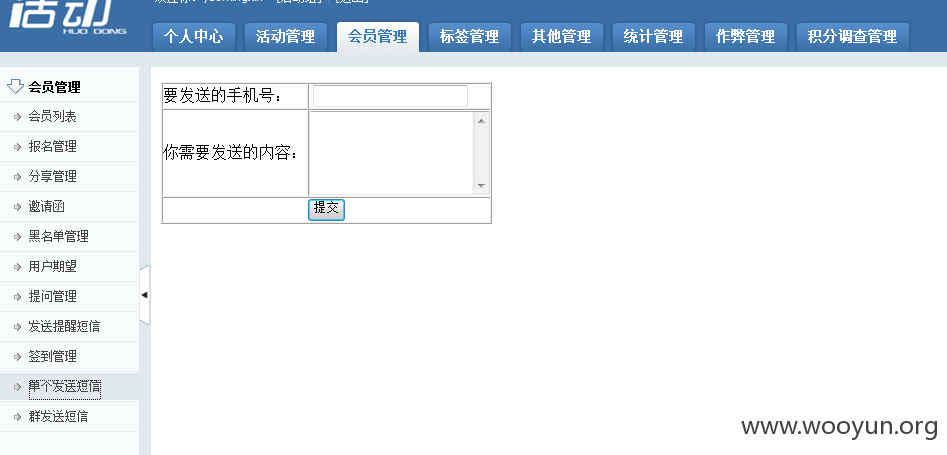 活动
HUO DONG
[活动组] [退出]
个人中心 活动管理 会员管理 标签管理 其他管理 统计管理 作弊管理 积分调查管理
会员管理
会员列表
报名管理
分享管理
邀请函
黑名单管理
用户期望
提问管理
发送提醒短信
签到管理
单个发送短信
群发送短信
要发送的手机号:
你需要发送的内容:
提交
www.wooyun.org